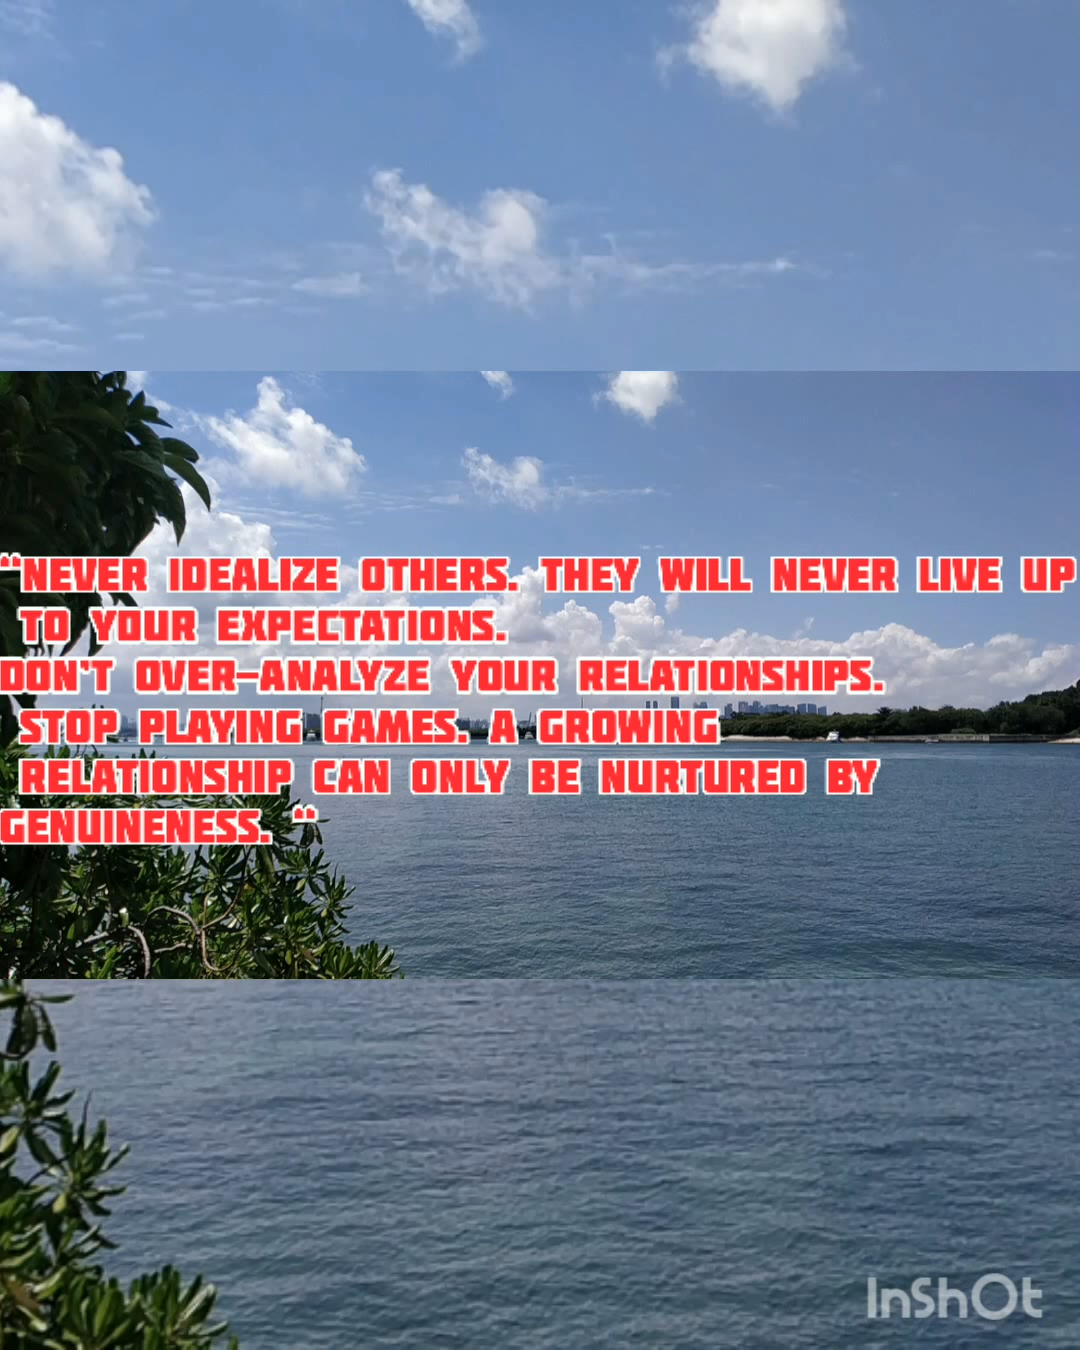 “NEVER IDEALIZE OTHERS. THEY WILL NEVER LIVE UP
TO YOUR EXPECTATIONS.
DON'T OVER-ANALYZE YOUR RELATIONSHIPS.
STOP PLAYING GAMES. A GROWING
RELATIONSHIP CAN ONLY BE NURTURED BY
GENUINENESS. “
InShOt